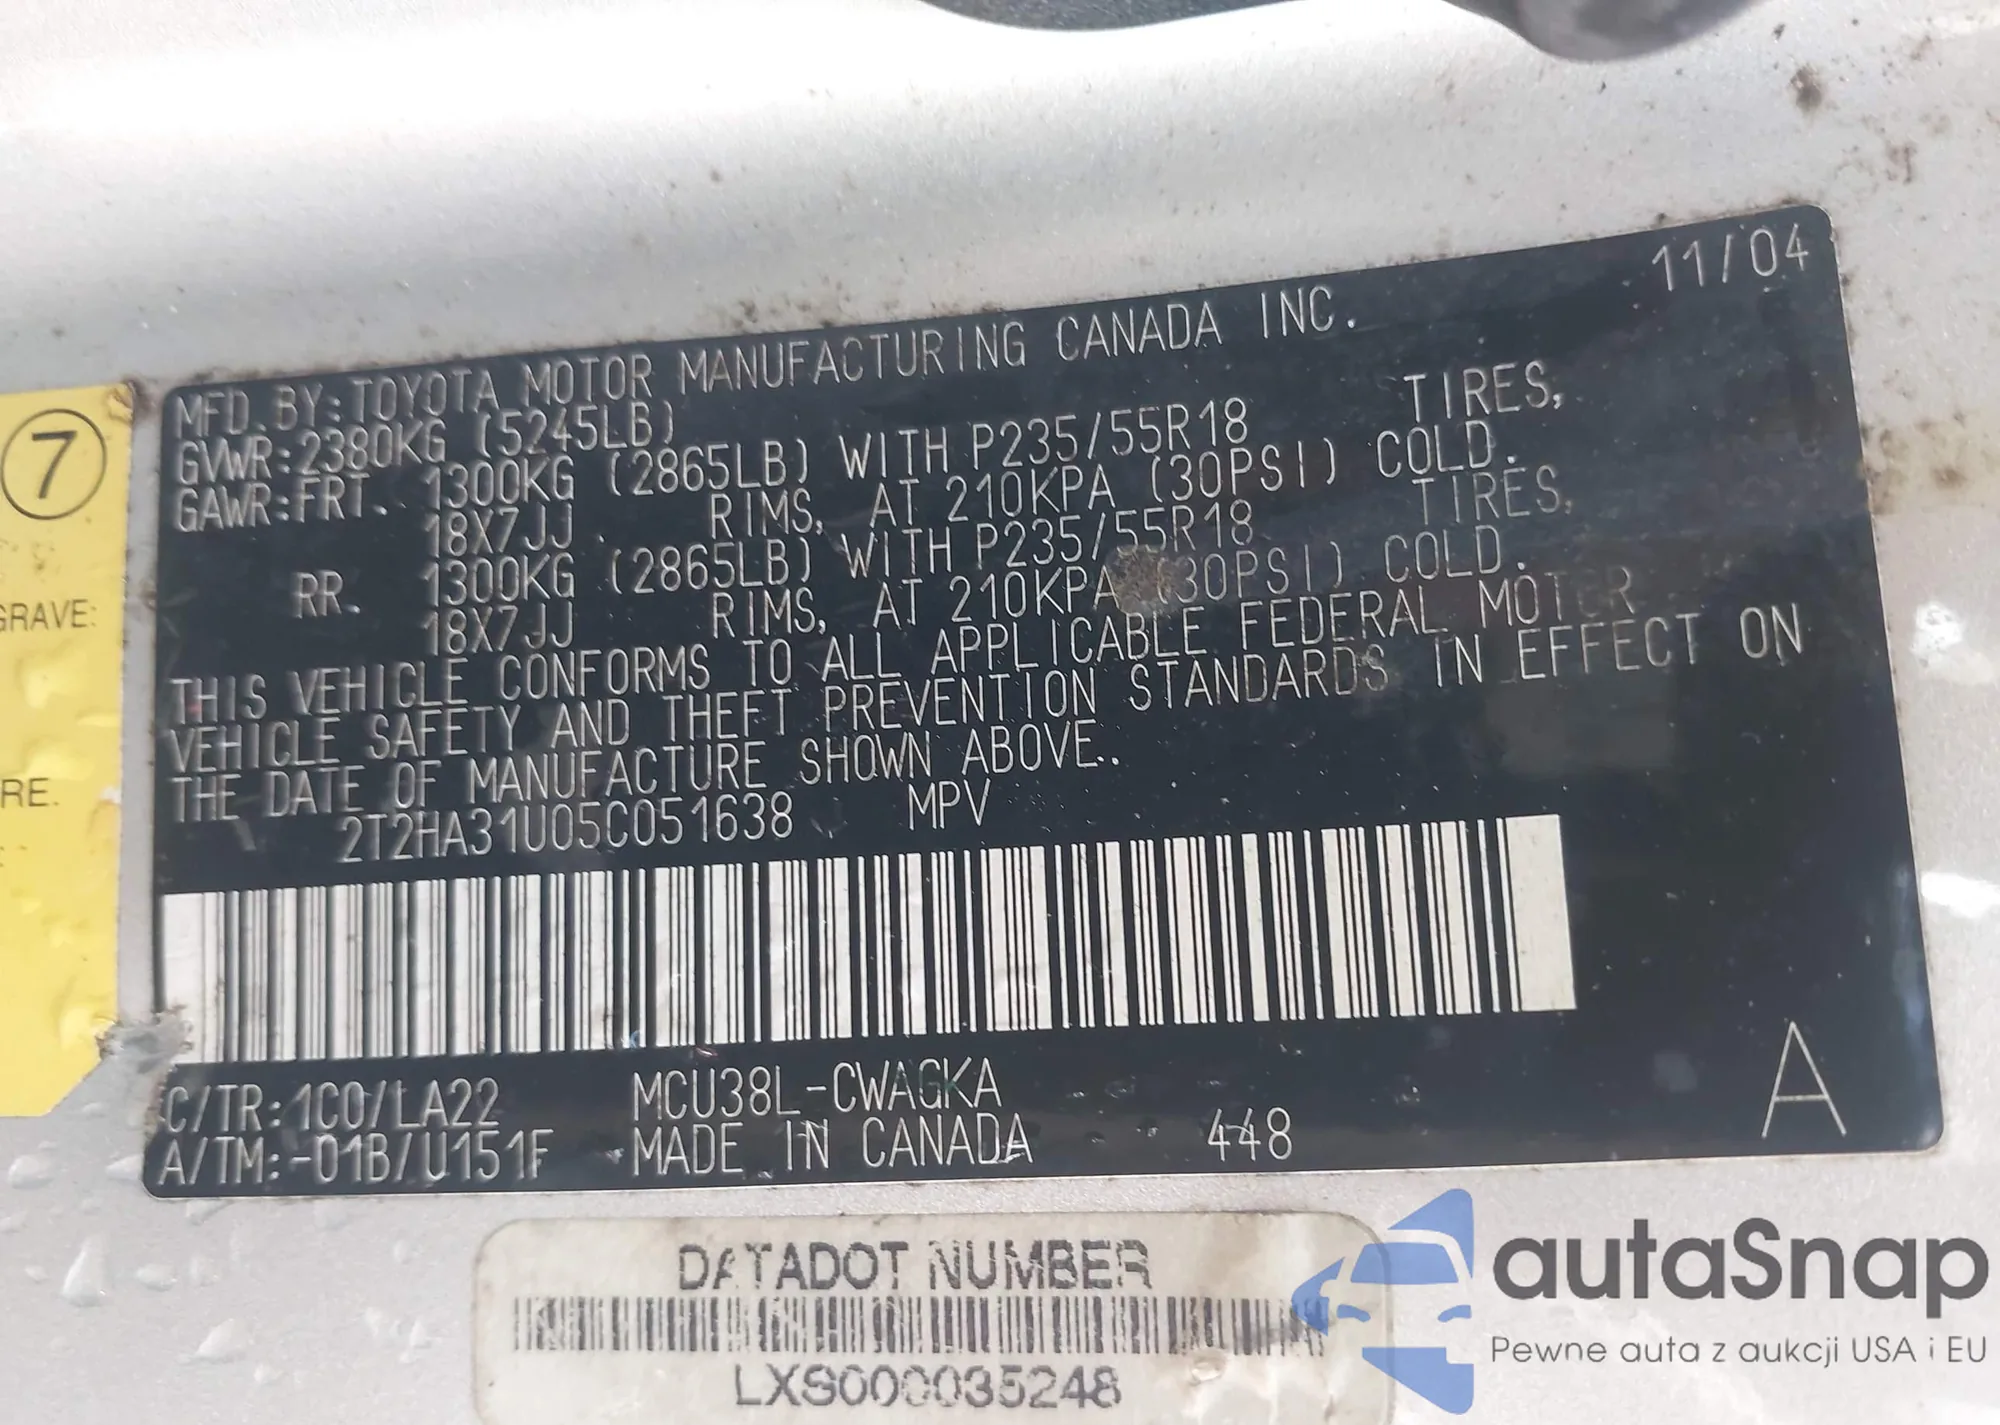 11/04
MFD. BY: TOYOTA MOTOR MANUFACTURING CANADA INC.
GVWR: 2380KG (5245LB)
GAWR: FRT. 1300KG (2865LB) WITH P235/55R18 TIRES,
18X7JJ RIMS, AT 210KPA (30PSI) COLD.
RR. 1300KG (2865LB) WITH P235/55R18 TIRES,
18X7JJ RIMS, AT 210KPA (30PSI) COLD.
THIS VEHICLE CONFORMS TO ALL APPLICABLE FEDERAL MOTOR
VEHICLE SAFETY AND THEFT PREVENTION STANDARDS IN EFFECT ON
THE DATE OF MANUFACTURE SHOWN ABOVE.
2T2HA31U05C051638 MPV
C/TR: 1C0/LA22 MCU38L-CWAGKA
A/TM: -01B/U151F MADE IN CANADA 448
A
7
GRAVE:
RE.
DATADOT NUMBER
LXS000035248
autaSnap
Pewne auta z aukcji USA i EU